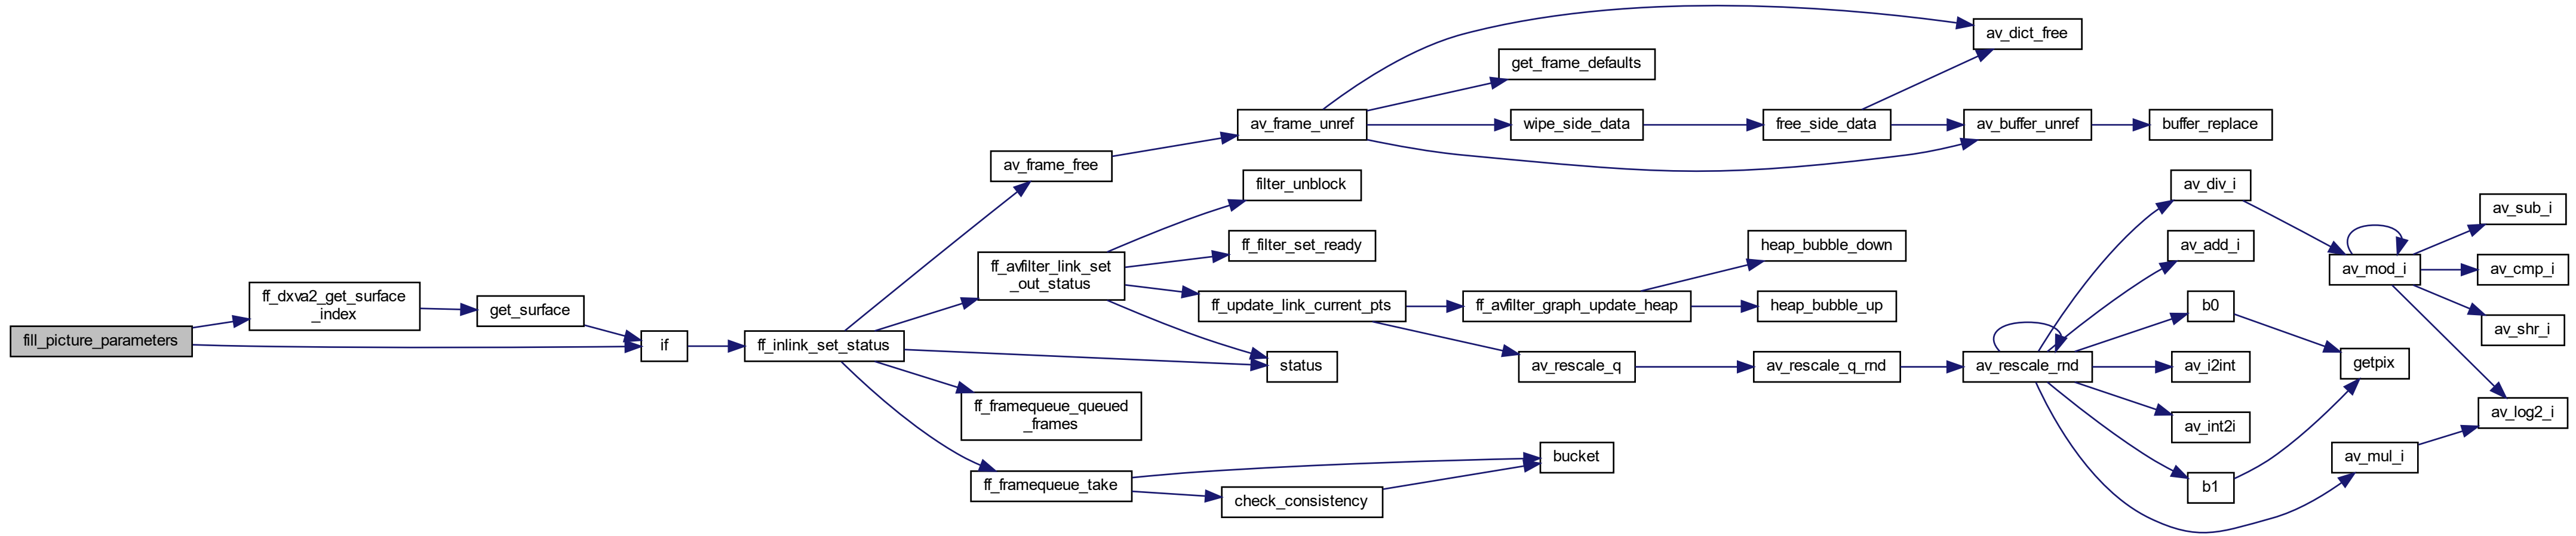 fill_picture_parameters
ff_dxva2_get_surface
_index
get_surface
if
ff_inlink_set_status
av_frame_free
av_frame_unref
av_dict_free
get_frame_defaults
wipe_side_data
free_side_data
av_buffer_unref
buffer_replace
ff_avfilter_link_set
_out_status
filter_unblock
ff_filter_set_ready
ff_update_link_current_pts
ff_avfilter_graph_update_heap
heap_bubble_down
heap_bubble_up
av_rescale_q
av_rescale_q_rnd
av_rescale_rnd
av_div_i
av_add_i
b0
av_i2int
av_int2i
b1
av_mod_i
getpix
av_mul_i
av_sub_i
av_cmp_i
av_shr_i
av_log2_i
status
ff_framequeue_queued
_frames
ff_framequeue_take
check_consistency
bucket